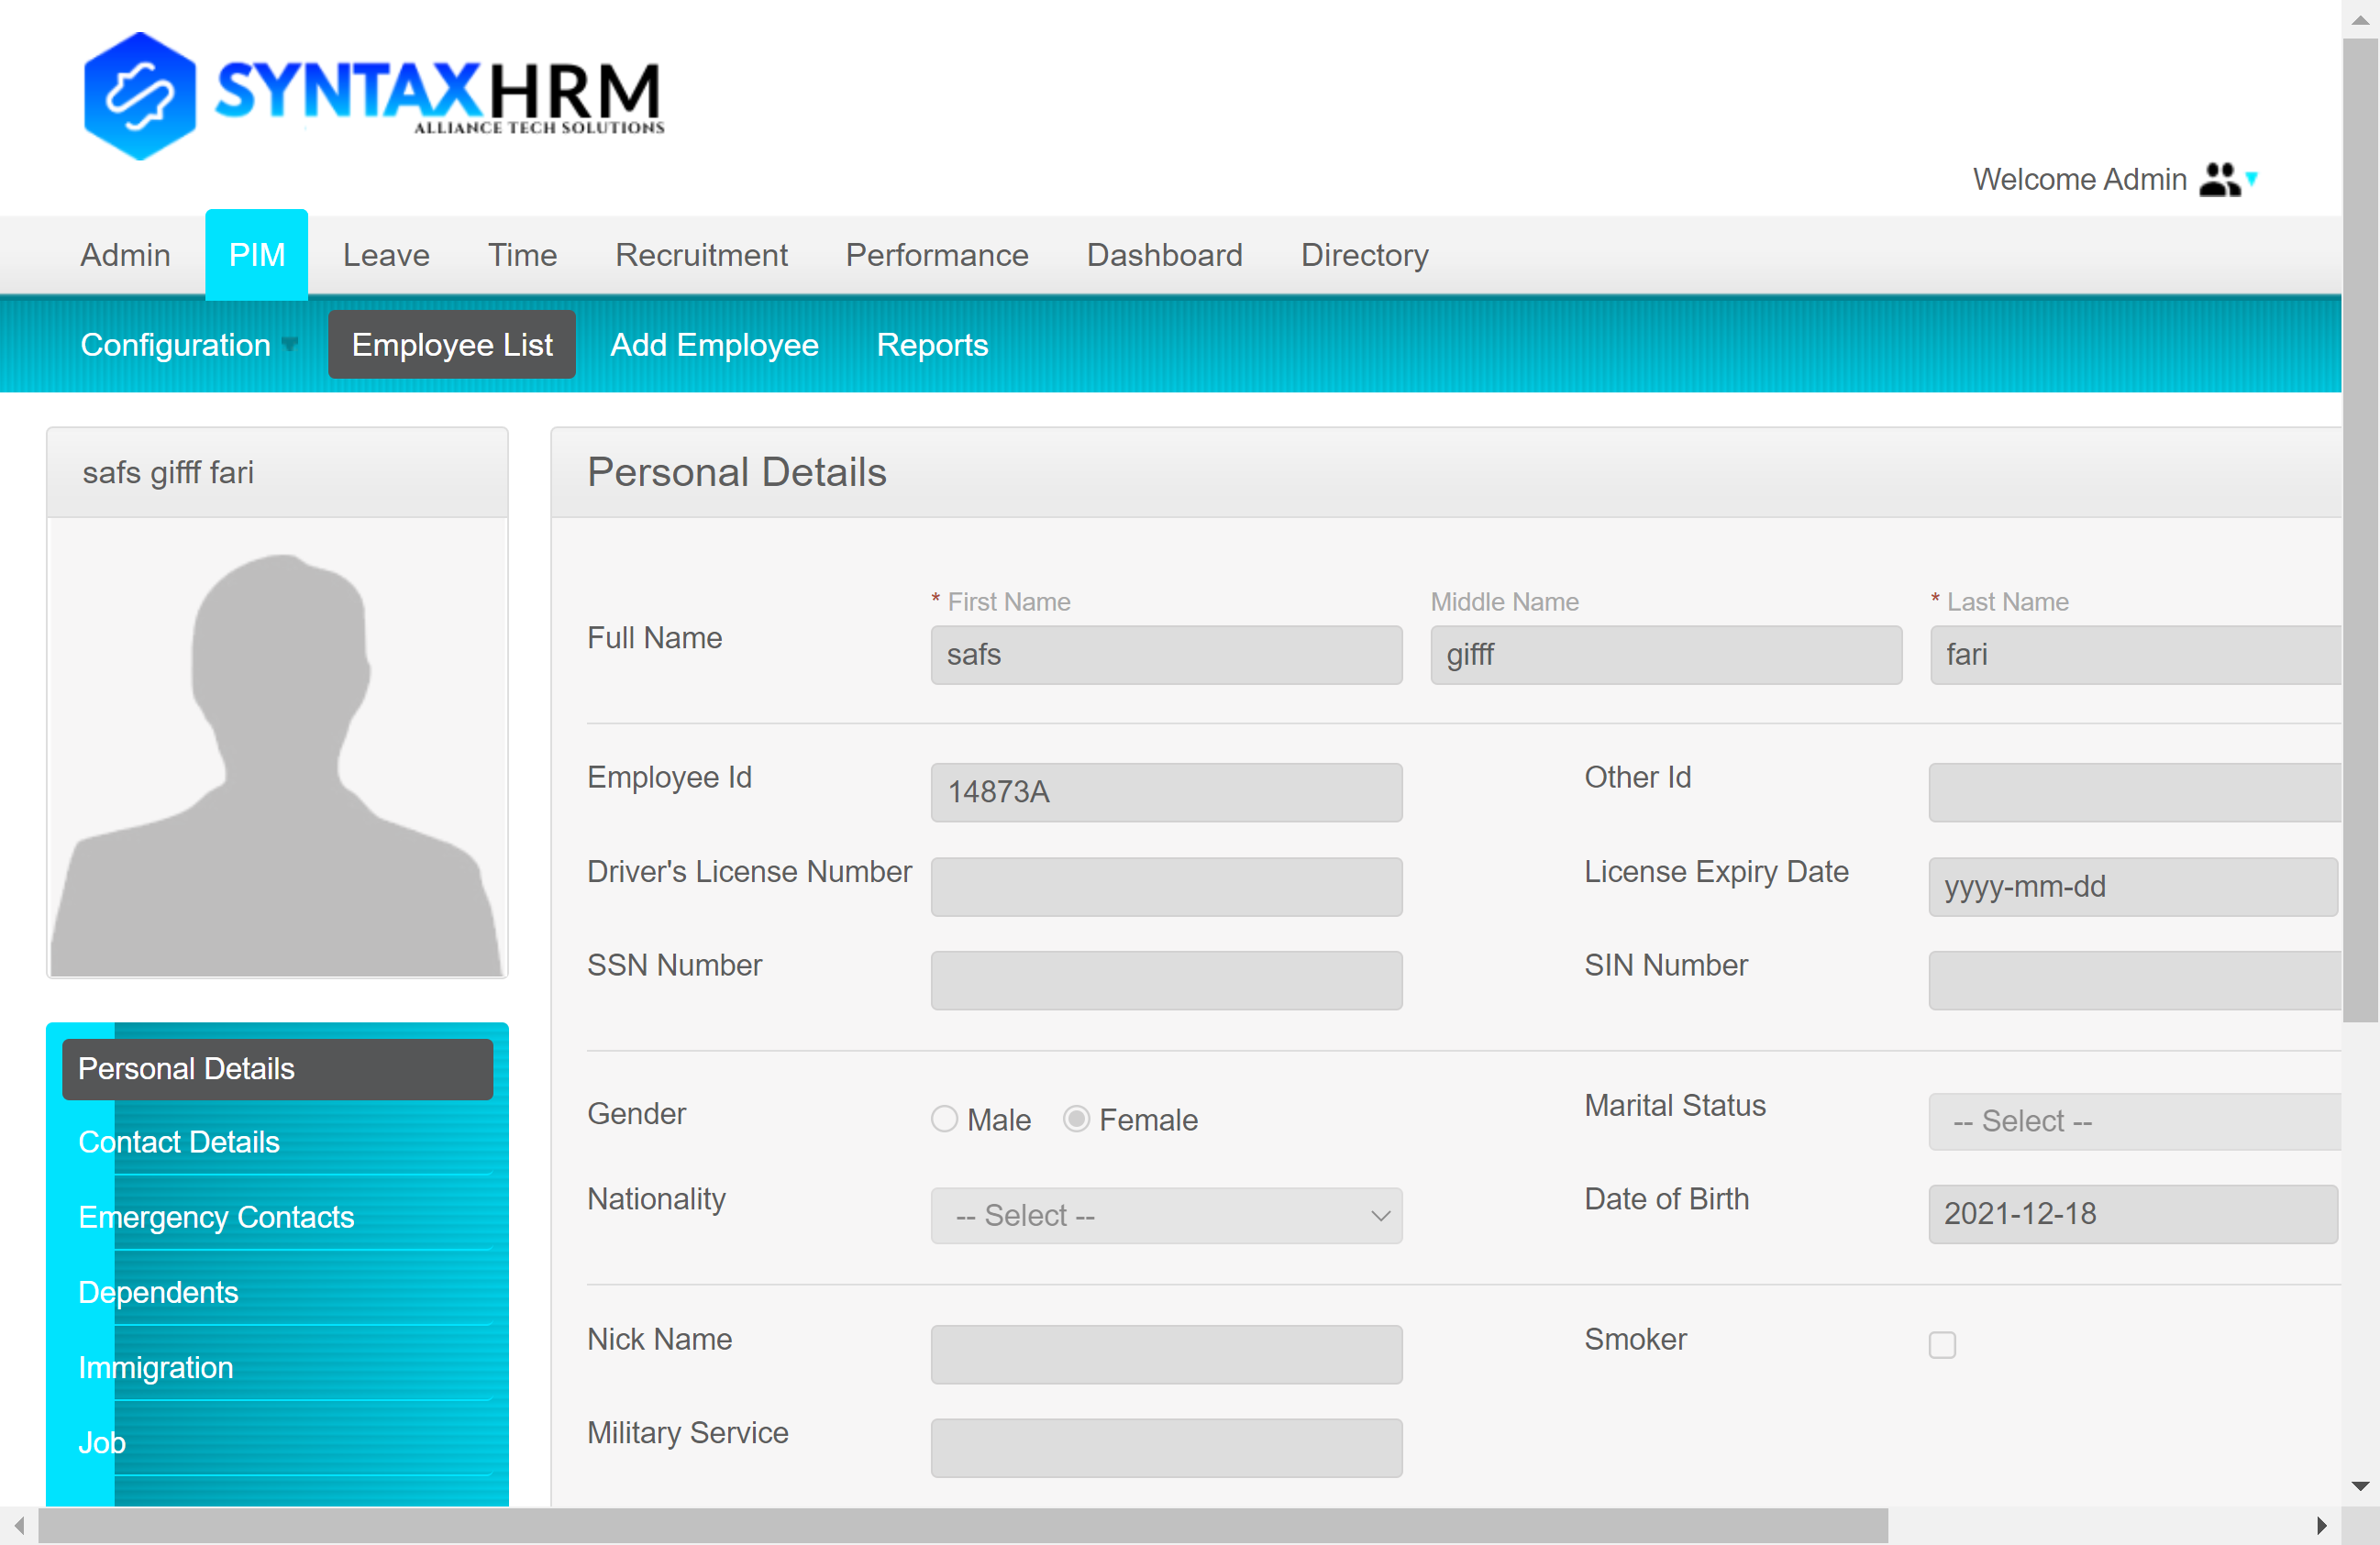 SYNTAXHRM
ALLIANCE TECH SOLUTIONS
Welcome Admin
Admin PIM Leave Time Recruitment Performance Dashboard Directory
Configuration Employee List Add Employee Reports
safs gifff fari
Personal Details
* First Name Middle Name * Last Name
Full Name safs gifff fari
Employee Id 14873A Other Id
Driver's License Number License Expiry Date yyyy-mm-dd
SSN Number SIN Number
Personal Details
Gender Male Female Marital Status -- Select --
Contact Details
Nationality -- Select -- Date of Birth 2021-12-18
Emergency Contacts
Dependents
Nick Name Smoker
Immigration
Military Service
Job